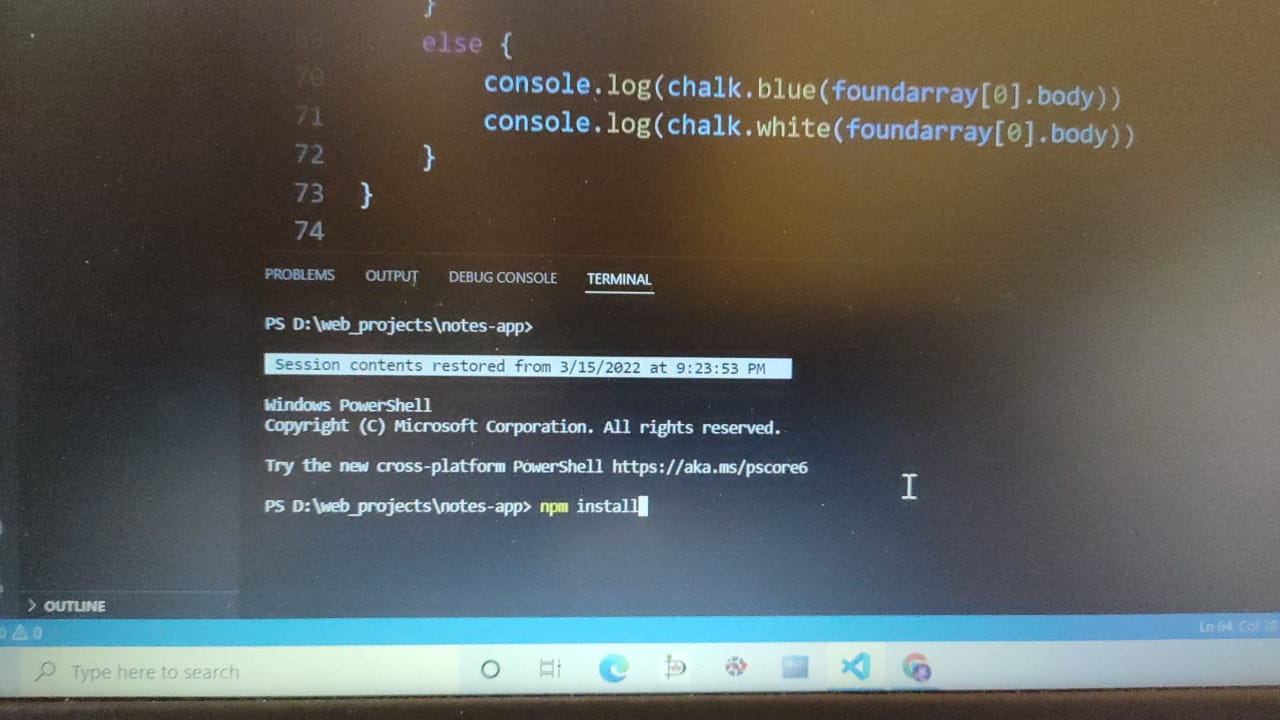 }
69 else {
70 console.log(chalk.blue(foundarray[0].body))
71 console.log(chalk.white(foundarray[0].body))
72 }
73 }
74
PROBLEMS OUTPUT DEBUG CONSOLE TERMINAL
PS D:\web_projects\notes-app>
Session contents restored from 3/15/2022 at 9:23:53 PM
Windows PowerShell
Copyright (C) Microsoft Corporation. All rights reserved.
Try the new cross-platform PowerShell https://aka.ms/pscore6
PS D:\web_projects\notes-app> npm install
OUTLINE
0 0 Ln 64, Col 38
Type here to search